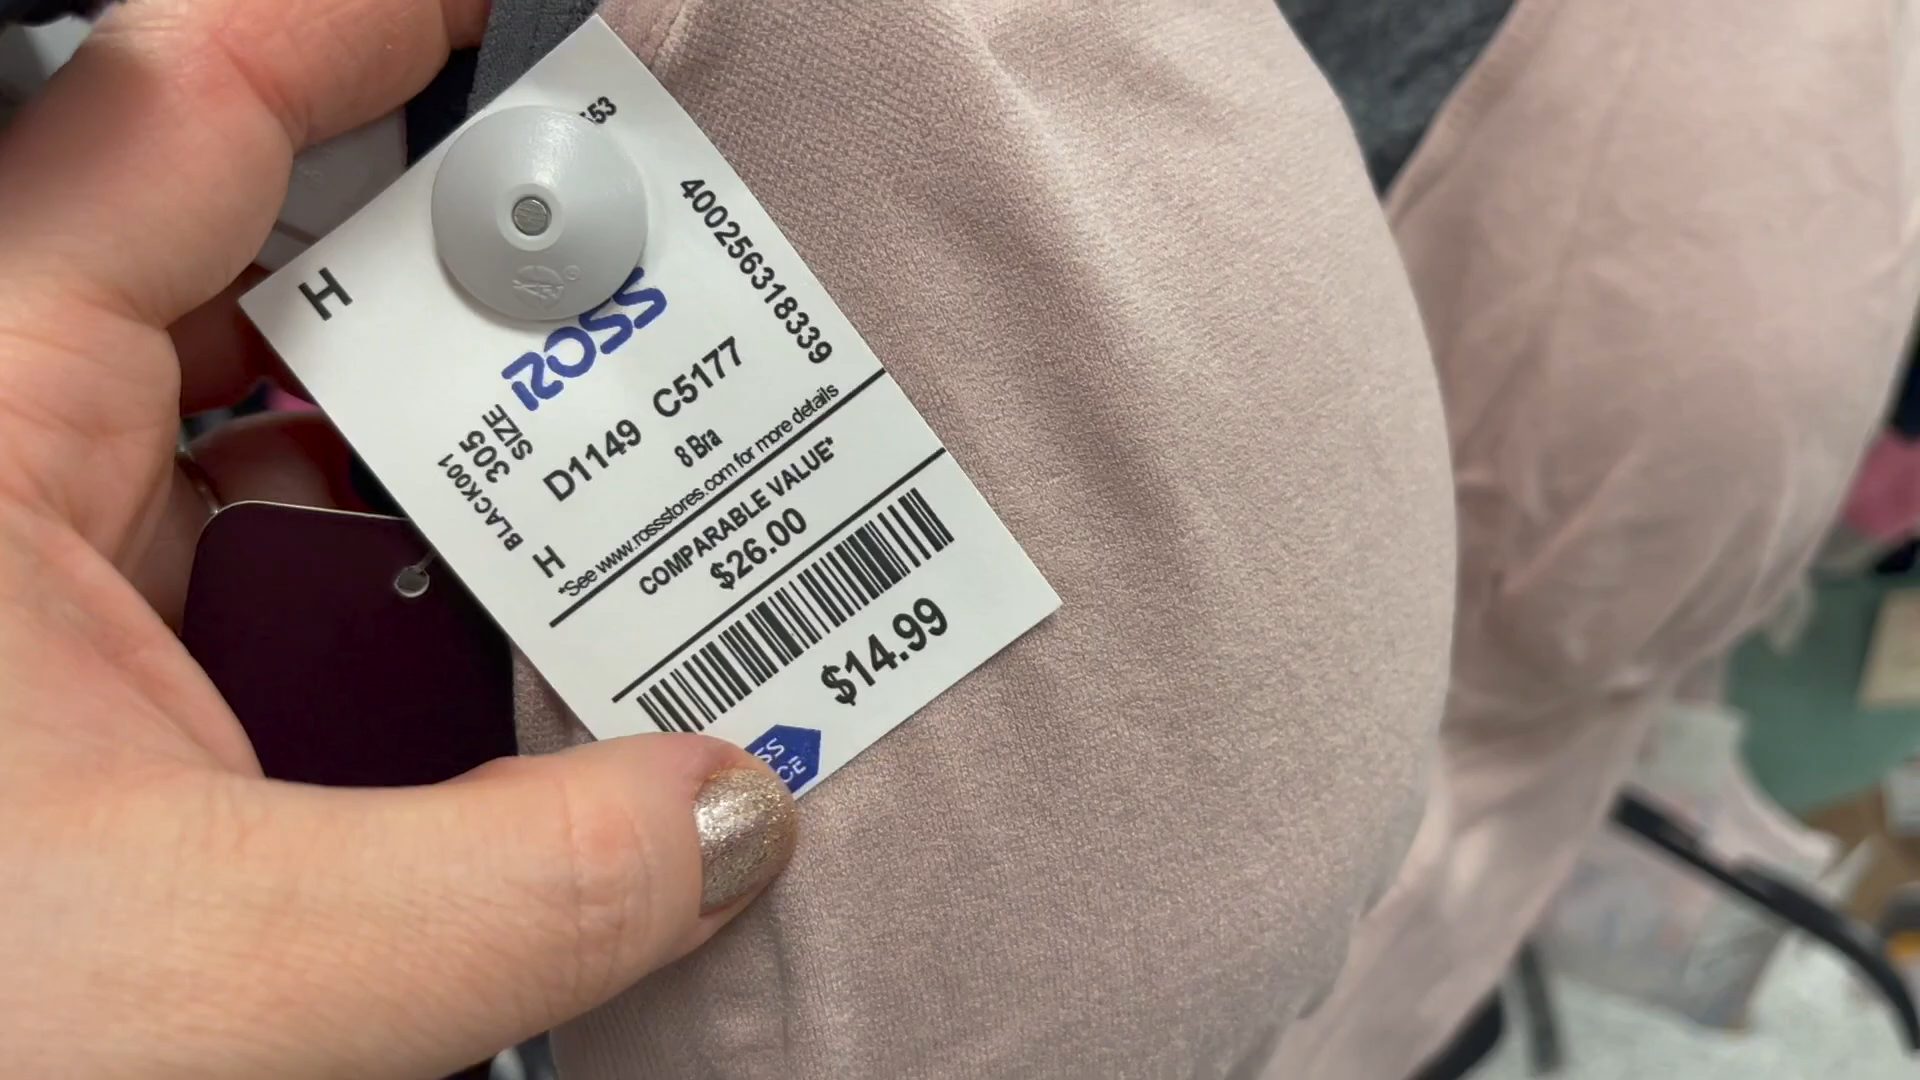 53
400256318339
H
ROSS
D1149 C5177
8 Bra
SIZE
305
BLACK001
H
*See www.rossstores.com for more details
COMPARABLE VALUE*
$26.00
$14.99